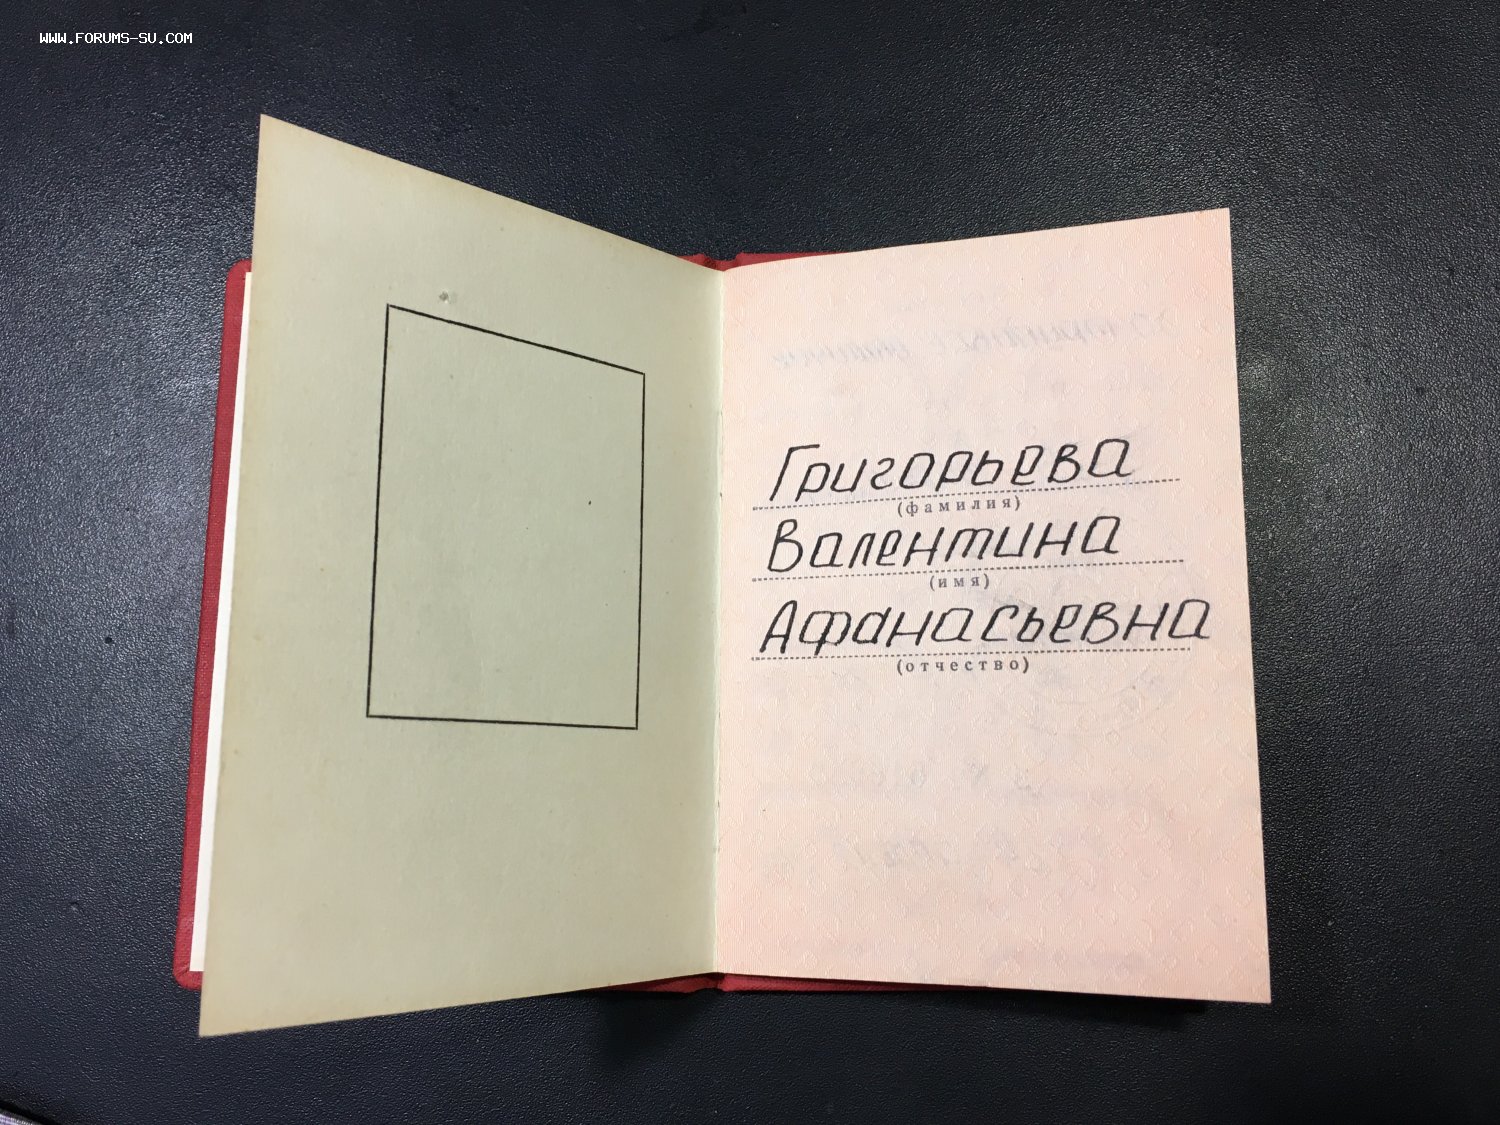 WWW.FORUMS-SU.COM
Григорьева
(фамилия)
Валентина
(имя)
Афанасьевна
(отчество)